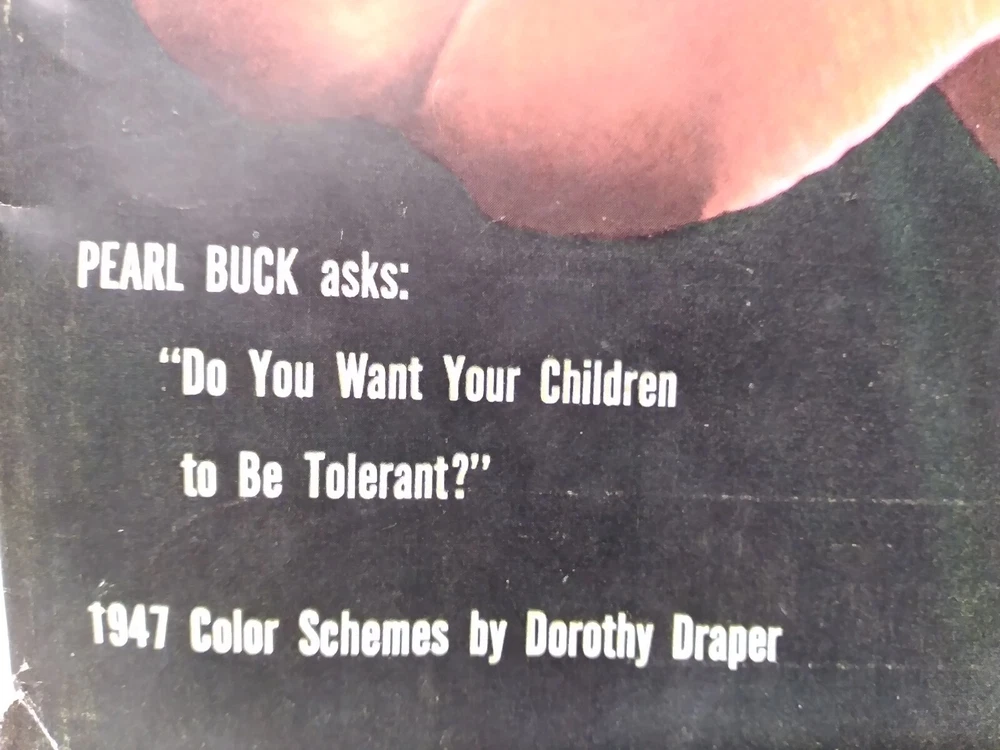 PEARL BUCK asks:
“Do You Want Your Children
to Be Tolerant?”
1947 Color Schemes by Dorothy Draper